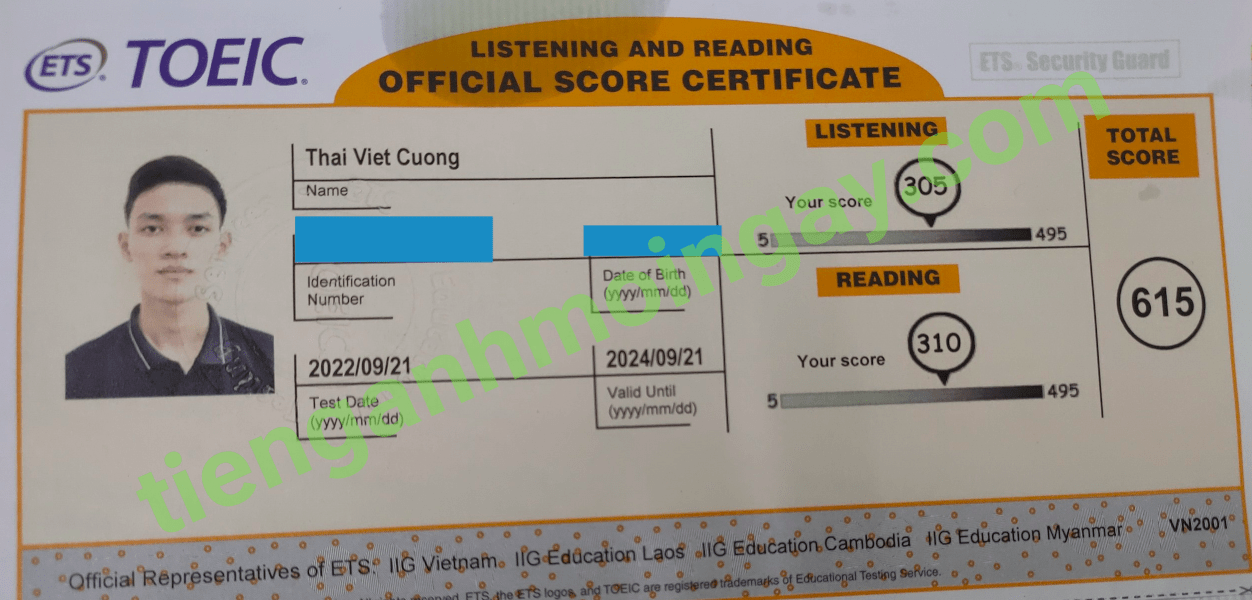 ETS® TOEIC®
LISTENING AND READING
OFFICIAL SCORE CERTIFICATE
ETS Security Guard
Thai Viet Cuong
Name
Identification
Number
Date of Birth
(yyyy/mm/dd)
2022/09/21
Test Date
(yyyy/mm/dd)
2024/09/21
Valid Until
(yyyy/mm/dd)
LISTENING
Your score
305
5
495
READING
Your score
310
5
495
TOTAL
SCORE
615
tienganhmoingay.com
Official Representatives of ETS: IIG Vietnam IIG Education Laos IIG Education Cambodia IIG Education Myanmar
VN2001
reserved. ETS, the ETS logos, and TOEIC are registered trademarks of Educational Testing Service.